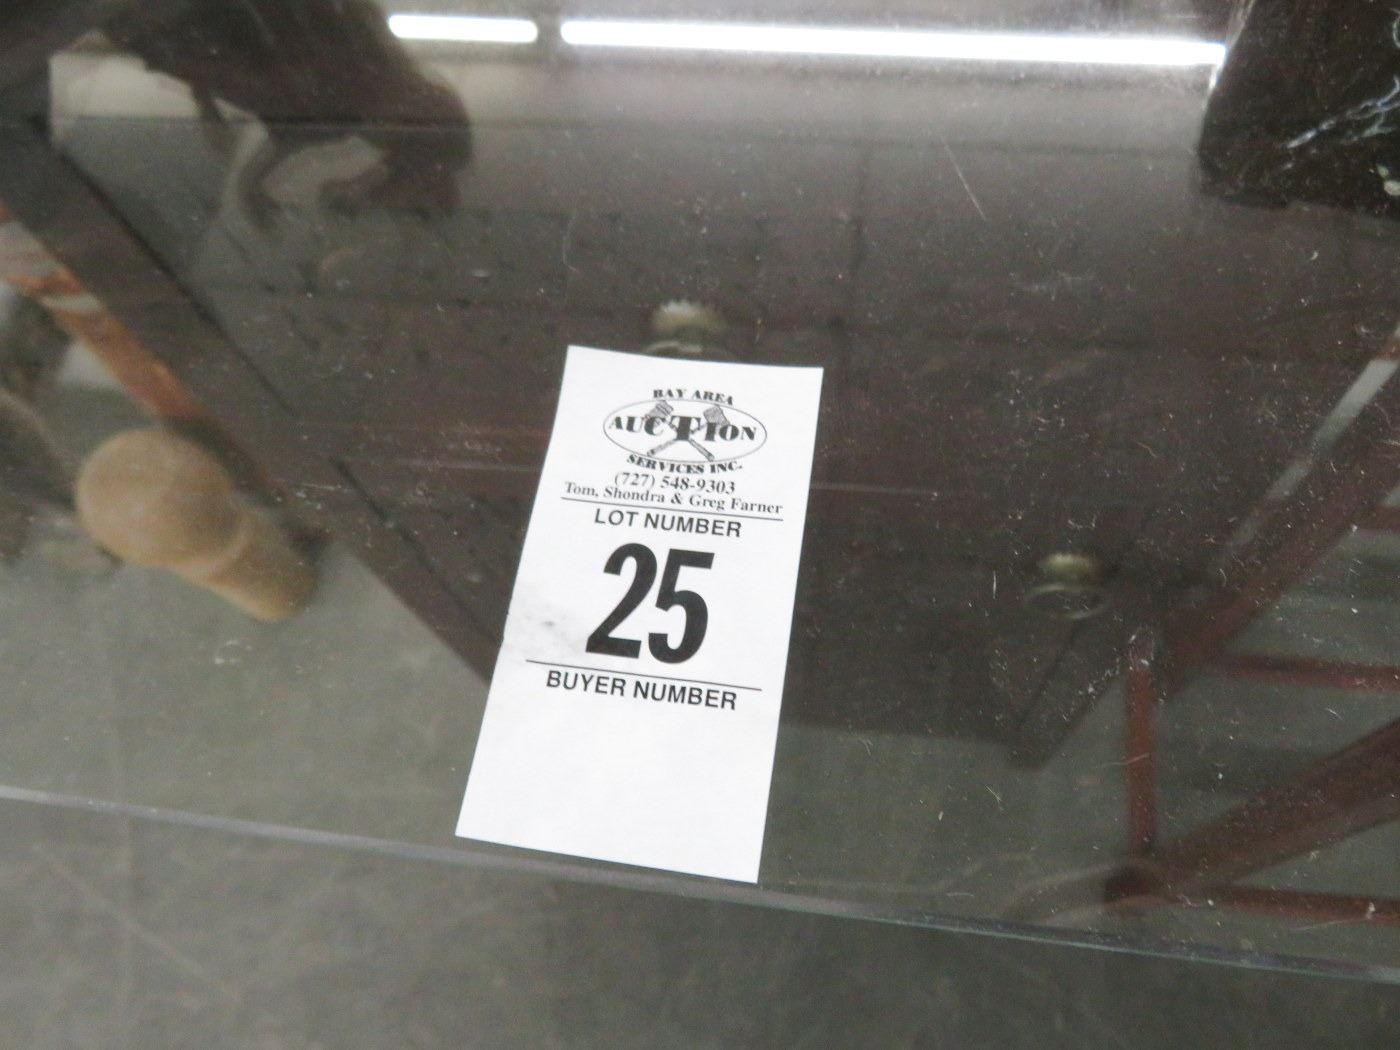 BAY AREA
AUCTION
SERVICES INC.
(727) 548-9303
Tom, Shondra & Greg Farner
LOT NUMBER
25
BUYER NUMBER